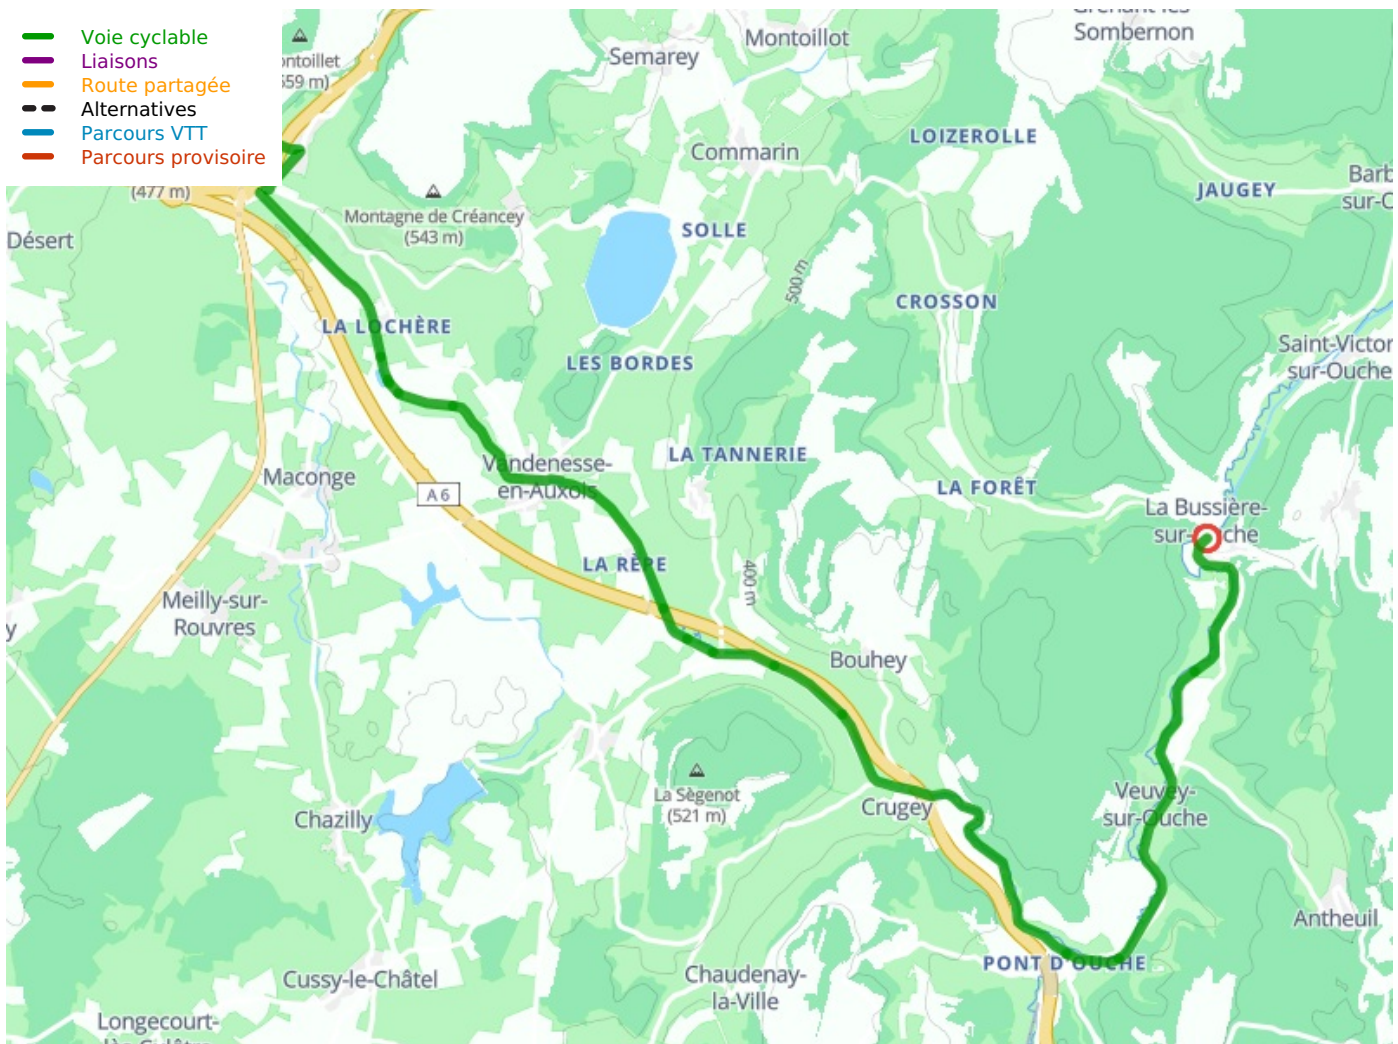 Voie cyclable
Liaisons
Route partagée
Alternatives
Parcours VTT
Parcours provisoire
Semarey
Montoillot
Sombernon
LOIZEROLLE
Commarin
JAUGEY
(477 m)
Montagne de Créancey
(543 m)
Désert
SOLLE
500 m
CROSSON
LA LOCHÈRE
LES BORDES
Saint-Victor
sur-Ouche
LA TANNERIE
Vandenesse-
en-Auxois
Maconge
A 6
LA FORÊT
La Bussière-
sur-Ouche
LA RÈPE
400 m
Meilly-sur-
Rouvres
Bouhey
La Sègenot
(521 m)
Crugey
Veuvey-
sur-Ouche
Chazilly
Antheuil
PONT D'OUCHE
Cussy-le-Châtel
Chaudenay-
la-Ville
Longecourt-